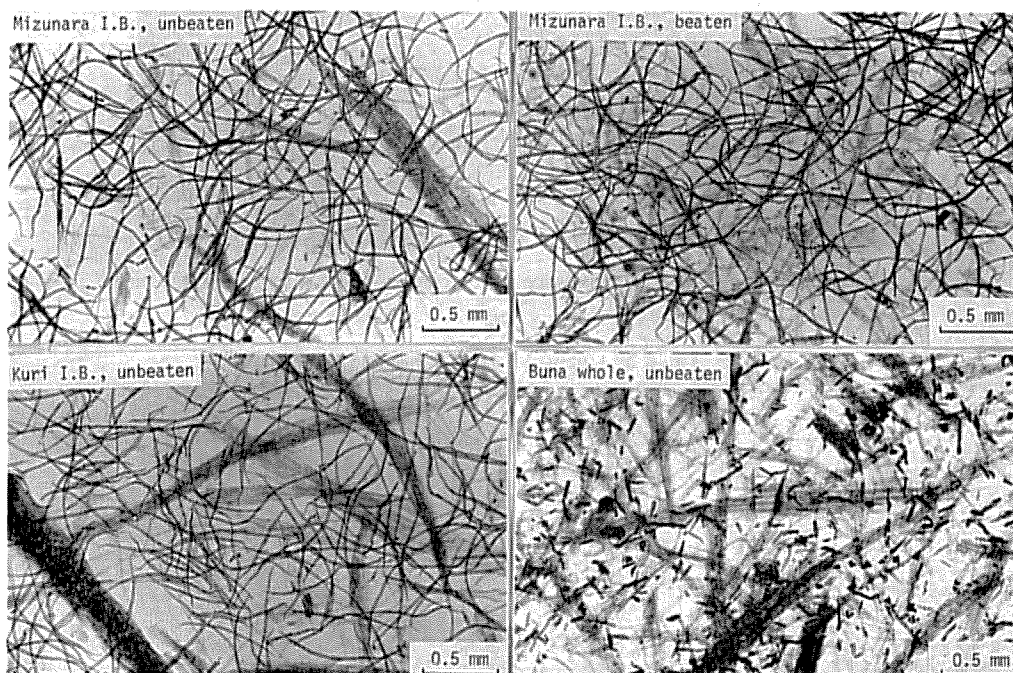 Mizunara I.B., unbeaten
Mizunara I.B., beaten
0.5 mm
0.5 mm
Kuri I.B., unbeaten
Buna whole, unbeaten
0.5 mm
0.5 mm